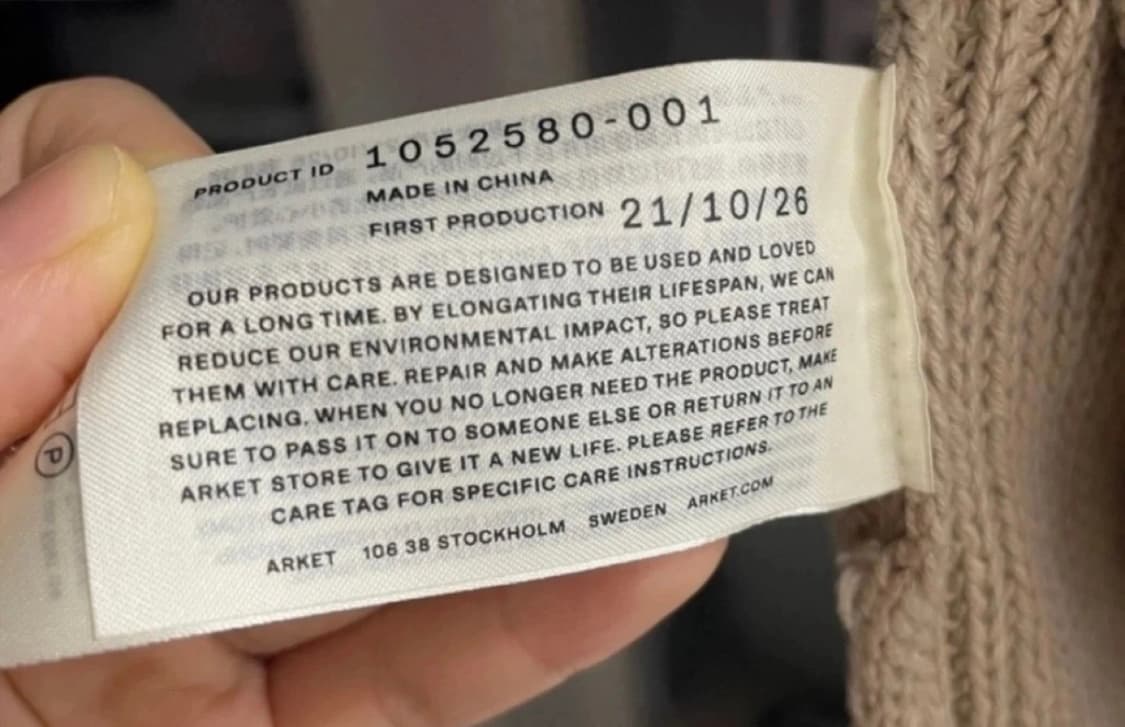 PRODUCT ID 1052580-001
MADE IN CHINA
FIRST PRODUCTION 21/10/26
OUR PRODUCTS ARE DESIGNED TO BE USED AND LOVED
FOR A LONG TIME. BY ELONGATING THEIR LIFESPAN, WE CAN
REDUCE OUR ENVIRONMENTAL IMPACT, SO PLEASE TREAT
THEM WITH CARE. REPAIR AND MAKE ALTERATIONS BEFORE
REPLACING. WHEN YOU NO LONGER NEED THE PRODUCT, MAKE
SURE TO PASS IT ON TO SOMEONE ELSE OR RETURN IT TO AN
ARKET STORE TO GIVE IT A NEW LIFE. PLEASE REFER TO THE
CARE TAG FOR SPECIFIC CARE INSTRUCTIONS.
ARKET 106 38 STOCKHOLM SWEDEN ARKET.COM
P